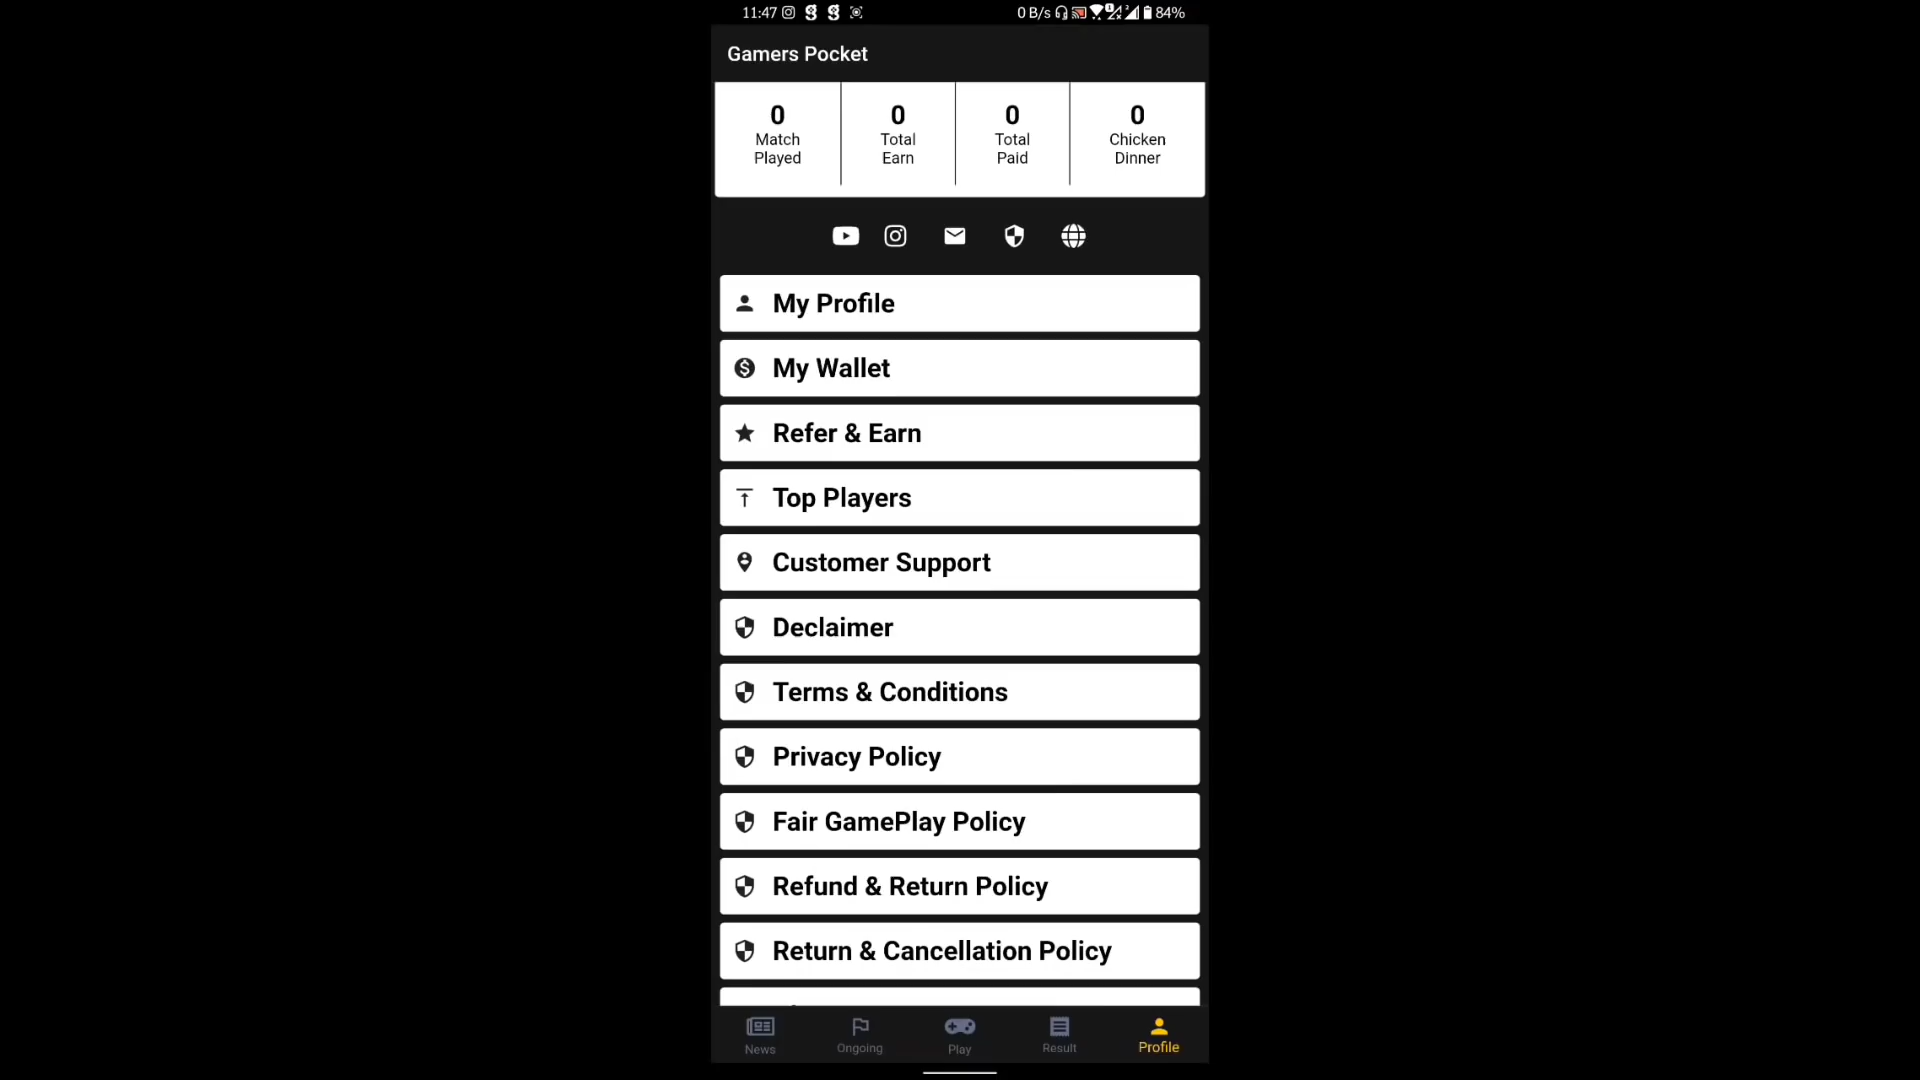 11:47 0 B/s 84%
Gamers Pocket
0 0 0 0
Match Total Total Chicken
Played Earn Paid Dinner
My Profile
My Wallet
Refer & Earn
Top Players
Customer Support
Declaimer
Terms & Conditions
Privacy Policy
Fair GamePlay Policy
Refund & Return Policy
Return & Cancellation Policy
News Ongoing Play Result Profile